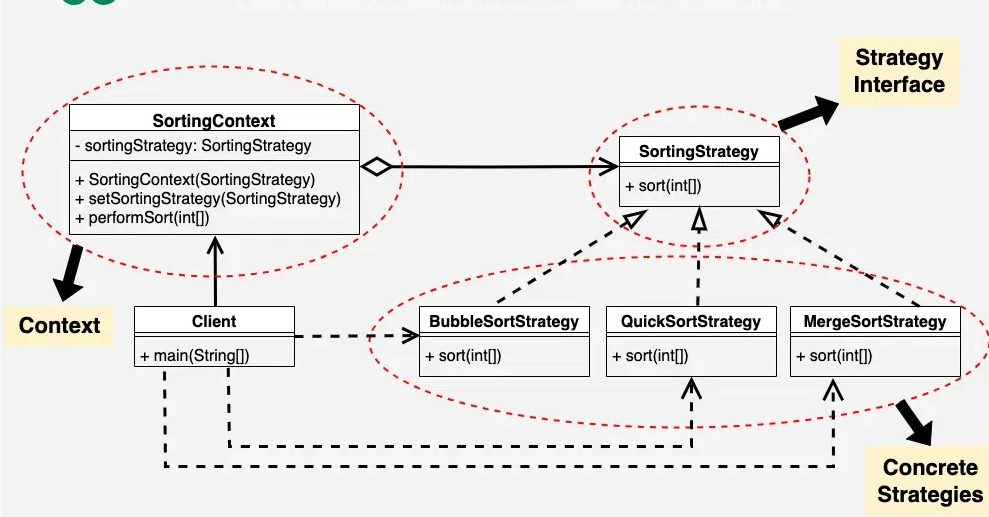 Strategy
Interface
SortingContext
- sortingStrategy: SortingStrategy
+ SortingContext(SortingStrategy)
+ setSortingStrategy(SortingStrategy)
+ performSort(int[])
SortingStrategy
+ sort(int[])
Context
Client
+ main(String[])
BubbleSortStrategy
+ sort(int[])
QuickSortStrategy
+ sort(int[])
MergeSortStrategy
+ sort(int[])
Concrete
Strategies